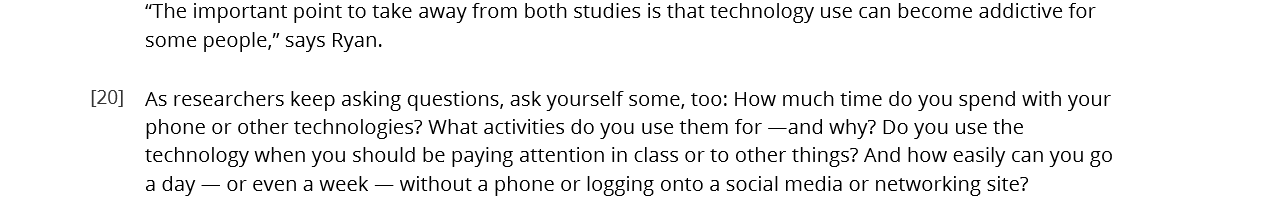 “The important point to take away from both studies is that technology use can become addictive for
some people,” says Ryan.
[20] As researchers keep asking questions, ask yourself some, too: How much time do you spend with your
phone or other technologies? What activities do you use them for —and why? Do you use the
technology when you should be paying attention in class or to other things? And how easily can you go
a day — or even a week — without a phone or logging onto a social media or networking site?